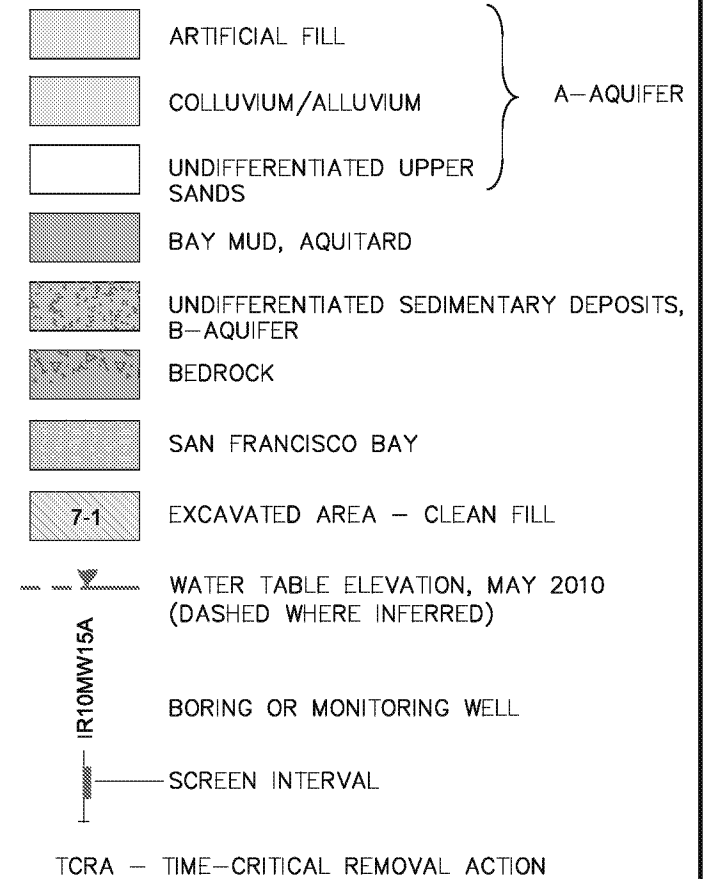 ARTIFICIAL FILL
COLLUVIUM/ALLUVIUM
A-AQUIFER
UNDIFFERENTIATED UPPER
SANDS
BAY MUD, AQUITARD
UNDIFFERENTIATED SEDIMENTARY DEPOSITS,
B-AQUIFER
BEDROCK
SAN FRANCISCO BAY
7-1
EXCAVATED AREA - CLEAN FILL
WATER TABLE ELEVATION, MAY 2010
(DASHED WHERE INFERRED)
IR10MW15A
BORING OR MONITORING WELL
SCREEN INTERVAL
TCRA - TIME-CRITICAL REMOVAL ACTION